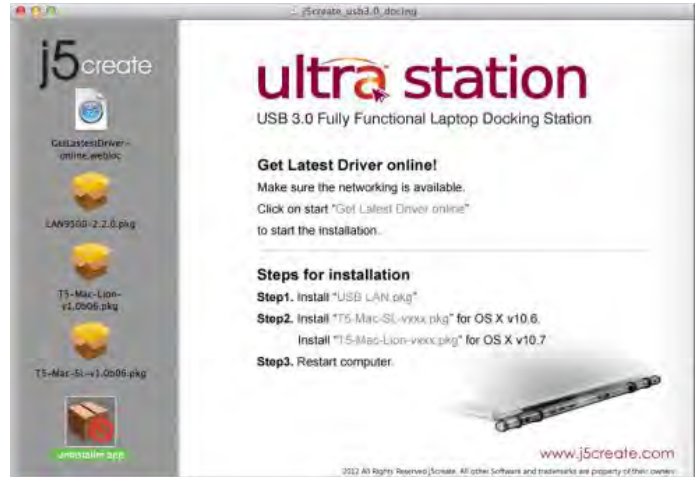 j5create_usb3.0_docing
j5create
GetLastestDriver-
online.webloc
LAN9500-2.2.0.pkg
T5-Mac-Lion-
v1.0b06.pkg
T5-Mac-SL-v1.0b06.pkg
uninstaller.app
ultra station
USB 3.0 Fully Functional Laptop Docking Station
Get Latest Driver online!
Make sure the networking is available.
Click on start "Get Latest Driver online"
to start the installation.
Steps for installation
Step1. Install "USB LAN.pkg"
Step2. Install "T5-Mac-SL-vxxx.pkg" for OS X v10.6.
Install "T5-Mac-Lion-vxxx.pkg" for OS X v10.7
Step3. Restart computer.
www.j5create.com
2012 All Rights Reserved j5create. All other Software and trademarks are property of their owners